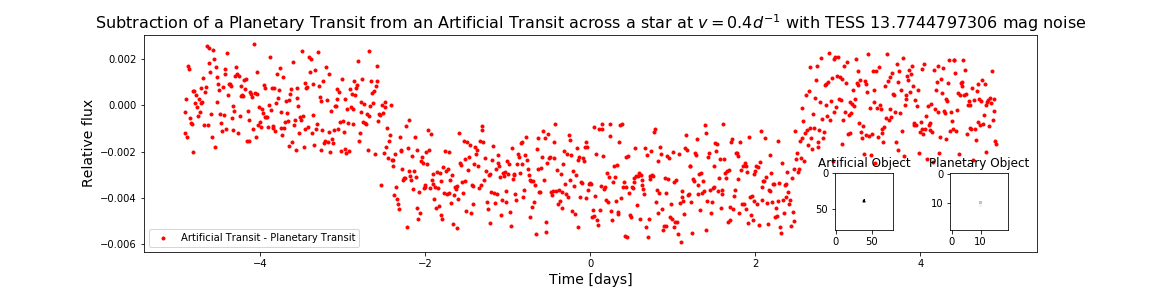 Subtraction of a Planetary Transit from an Artificial Transit across a star at v = 0.4d⁻¹ with TESS 13.7744797306 mag noise
Relative flux
0.002
0.000
−0.002
−0.004
−0.006
Artificial Transit - Planetary Transit
Artificial Object
0
50
0 50
Planetary Object
0
10
0 10
−4 −2 0 2 4
Time [days]